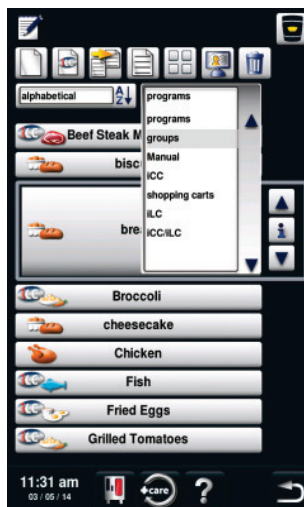 alphabetical
A
Z
programs
programs
groups
Manual
iCC
shopping carts
iLC
iCC/iLC
Beef Steak M
bisc
brea
i
Broccoli
cheesecake
Chicken
Fish
Fried Eggs
Grilled Tomatoes
11:31 am
03 / 05 / 14
care
?